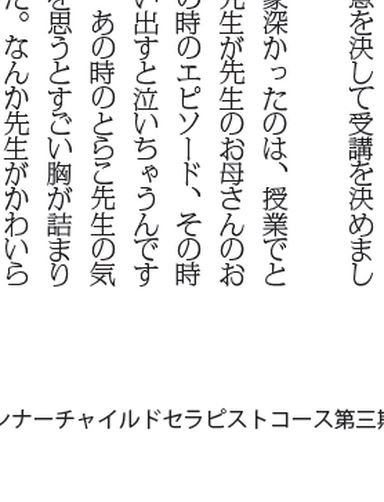 意を決して受講を決めまし
象深かったのは、授業でと
先生が先生のお母さんのお
の時のエピソード、その時
い出すと泣いちゃうんです
あの時のとらこ先生の気
を思うとすごい胸が詰まり
た。なんか先生がかわいら
ンナーチャイルドセラピストコース第三期